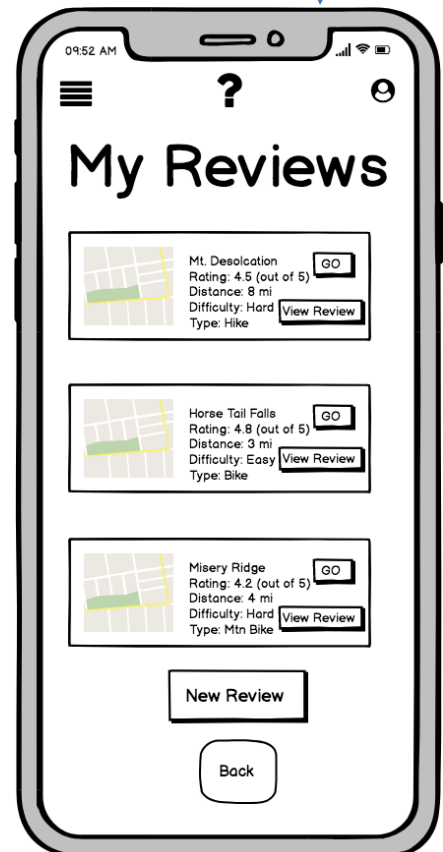 09:52 AM
?
My Reviews
Mt. Desolcation
GO
Rating: 4.5 (out of 5)
Distance: 8 mi
Difficulty: Hard
View Review
Type: Hike
Horse Tail Falls
GO
Rating: 4.8 (out of 5)
Distance: 3 mi
Difficulty: Easy
View Review
Type: Bike
Misery Ridge
GO
Rating: 4.2 (out of 5)
Distance: 4 mi
Difficulty: Hard
View Review
Type: Mtn Bike
New Review
Back